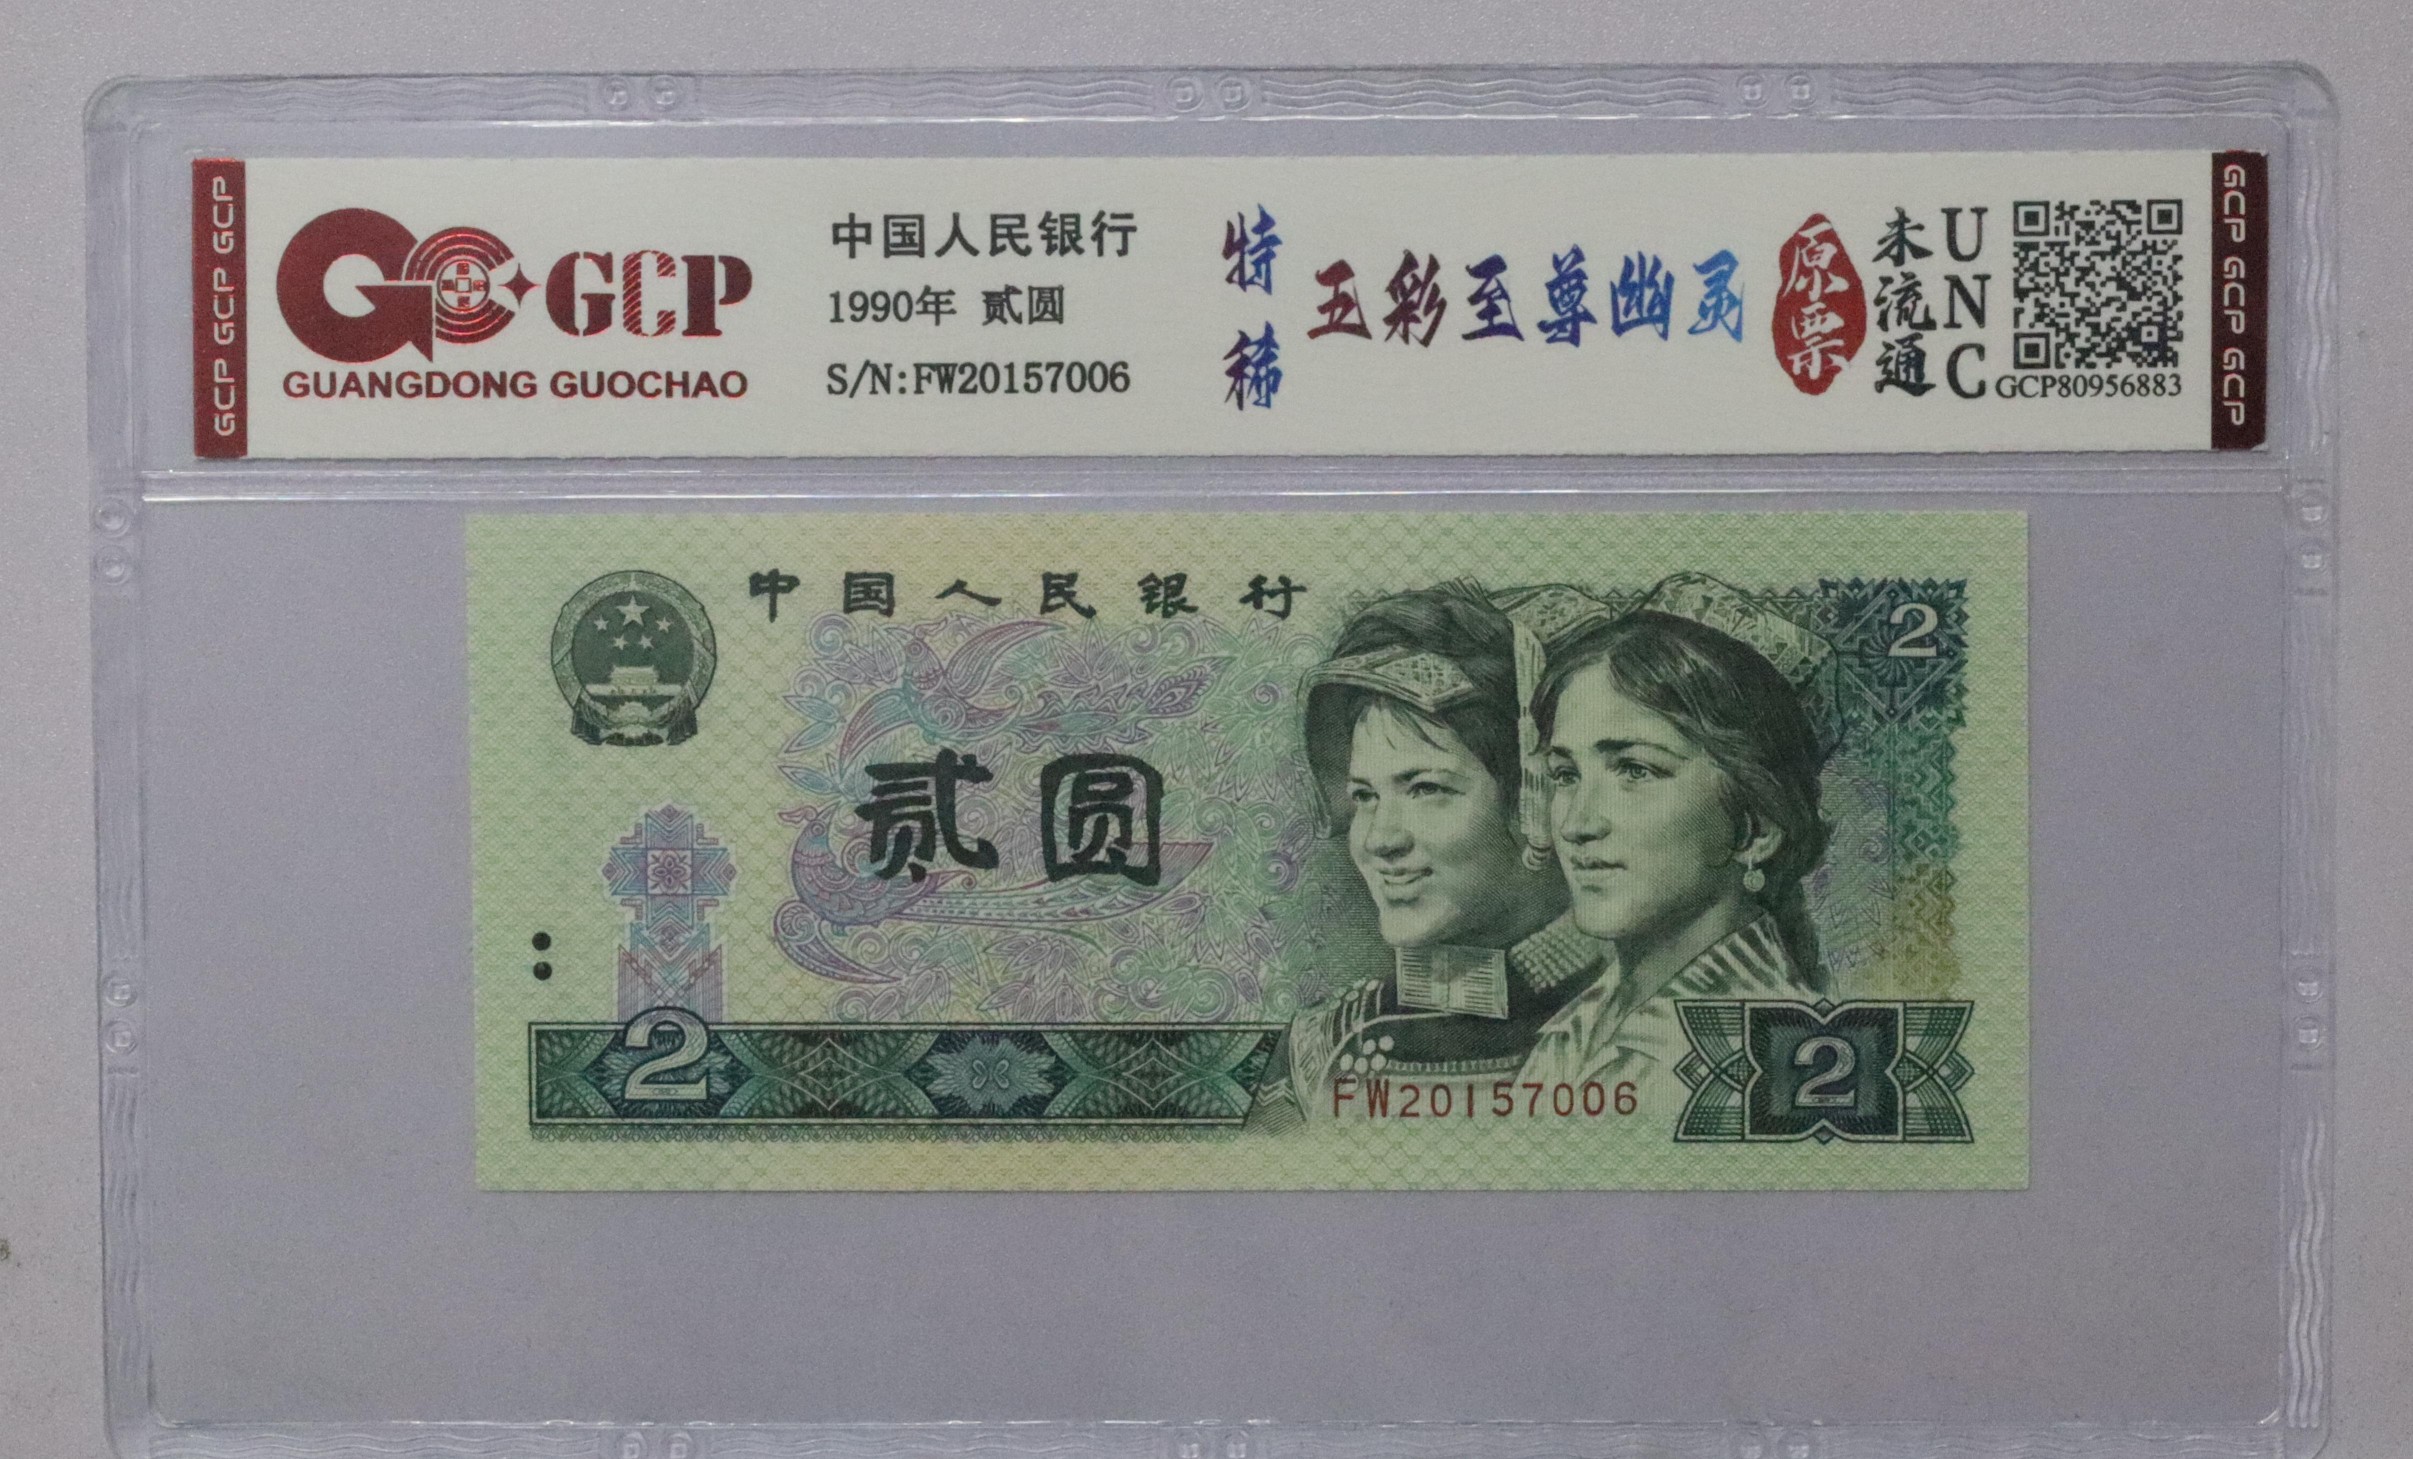 GCP GCP GCP
GCP
GUANGDONG GUOCHAO
中国人民银行
1990年 贰圆
S/N:FW20157006
特稀
五彩至尊幽灵
原票
未流通
UNC
GCP80956883
GCP GCP GCP
中国人民银行
2
贰圆
2
FW20157006
2